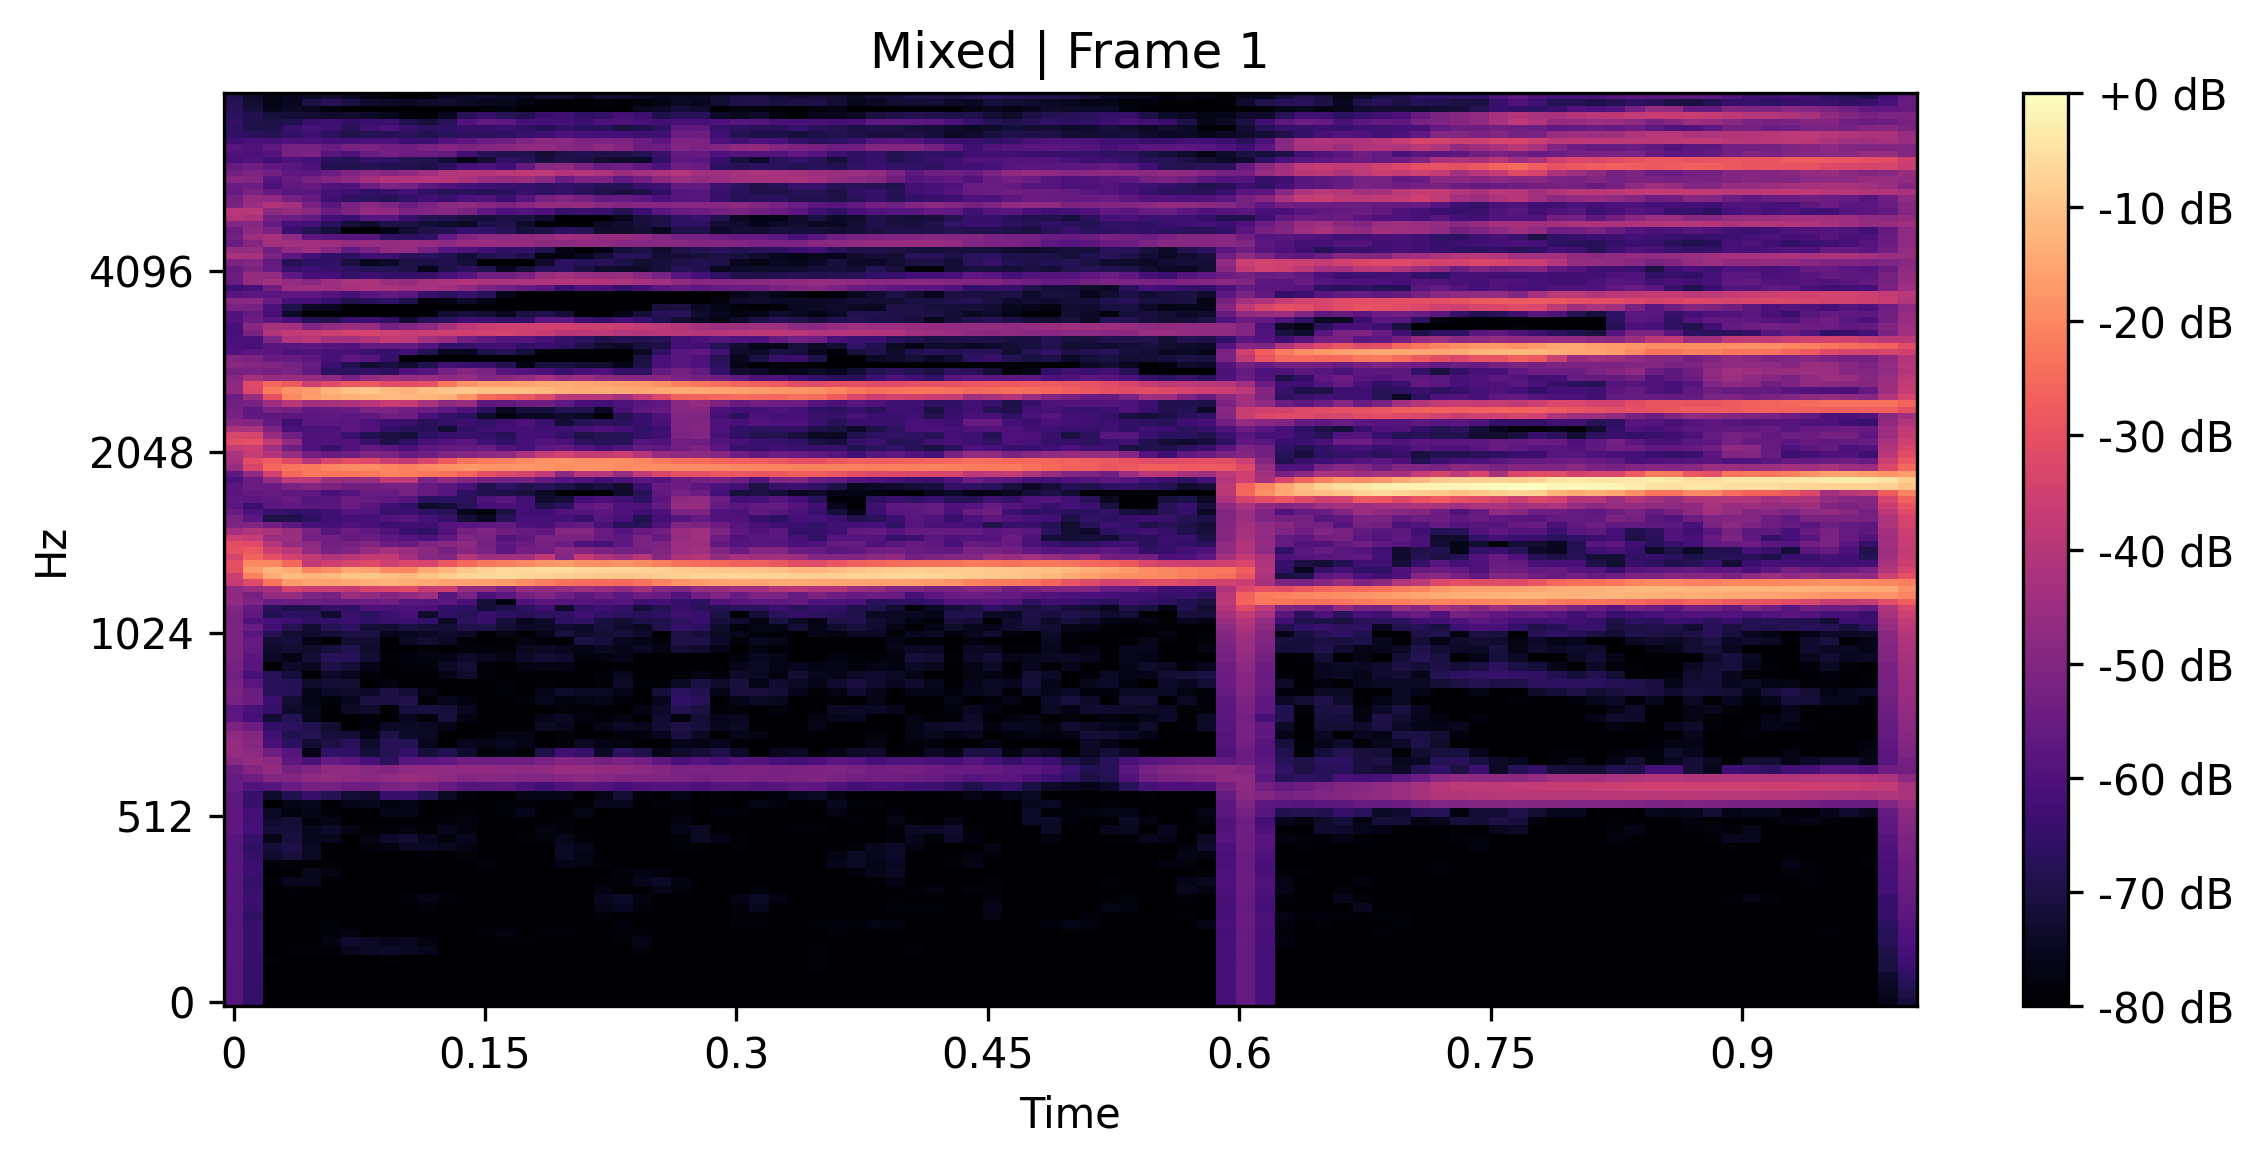 Mixed | Frame 1
Hz
4096
2048
1024
512
0
0 0.15 0.3 0.45 0.6 0.75 0.9
Time
+0 dB
-10 dB
-20 dB
-30 dB
-40 dB
-50 dB
-60 dB
-70 dB
-80 dB